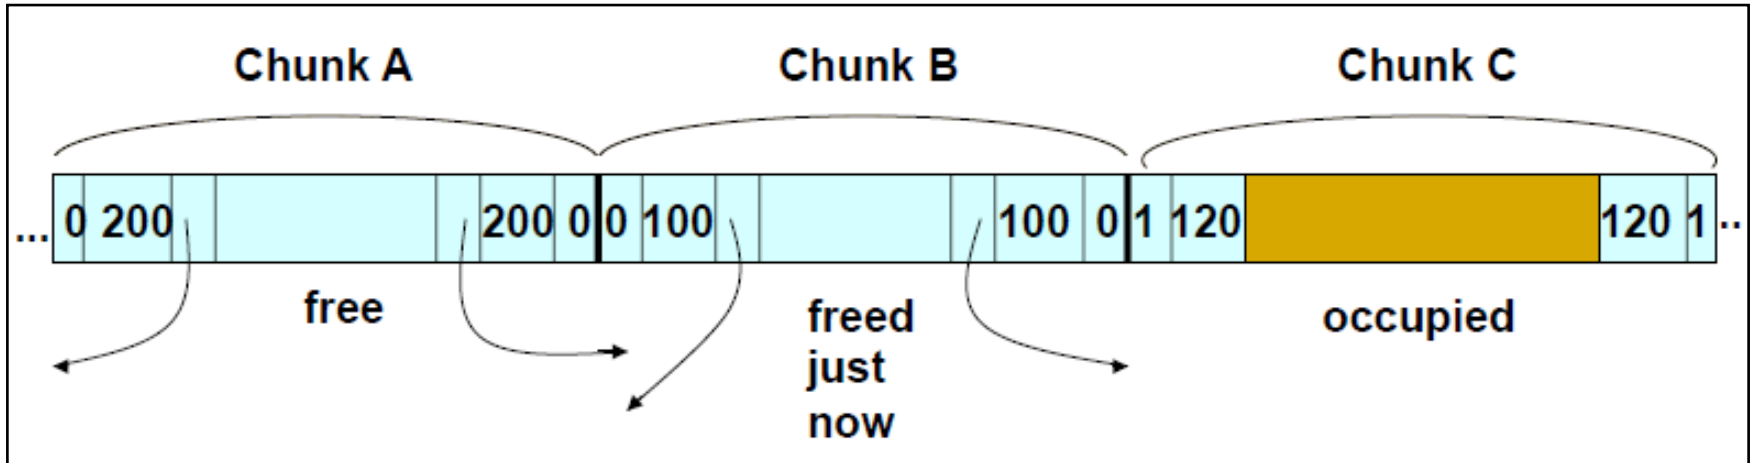 Chunk A Chunk B Chunk C
... 0 200 200 0 0 100 100 0 1 120 120 1 ..
free freed just now occupied